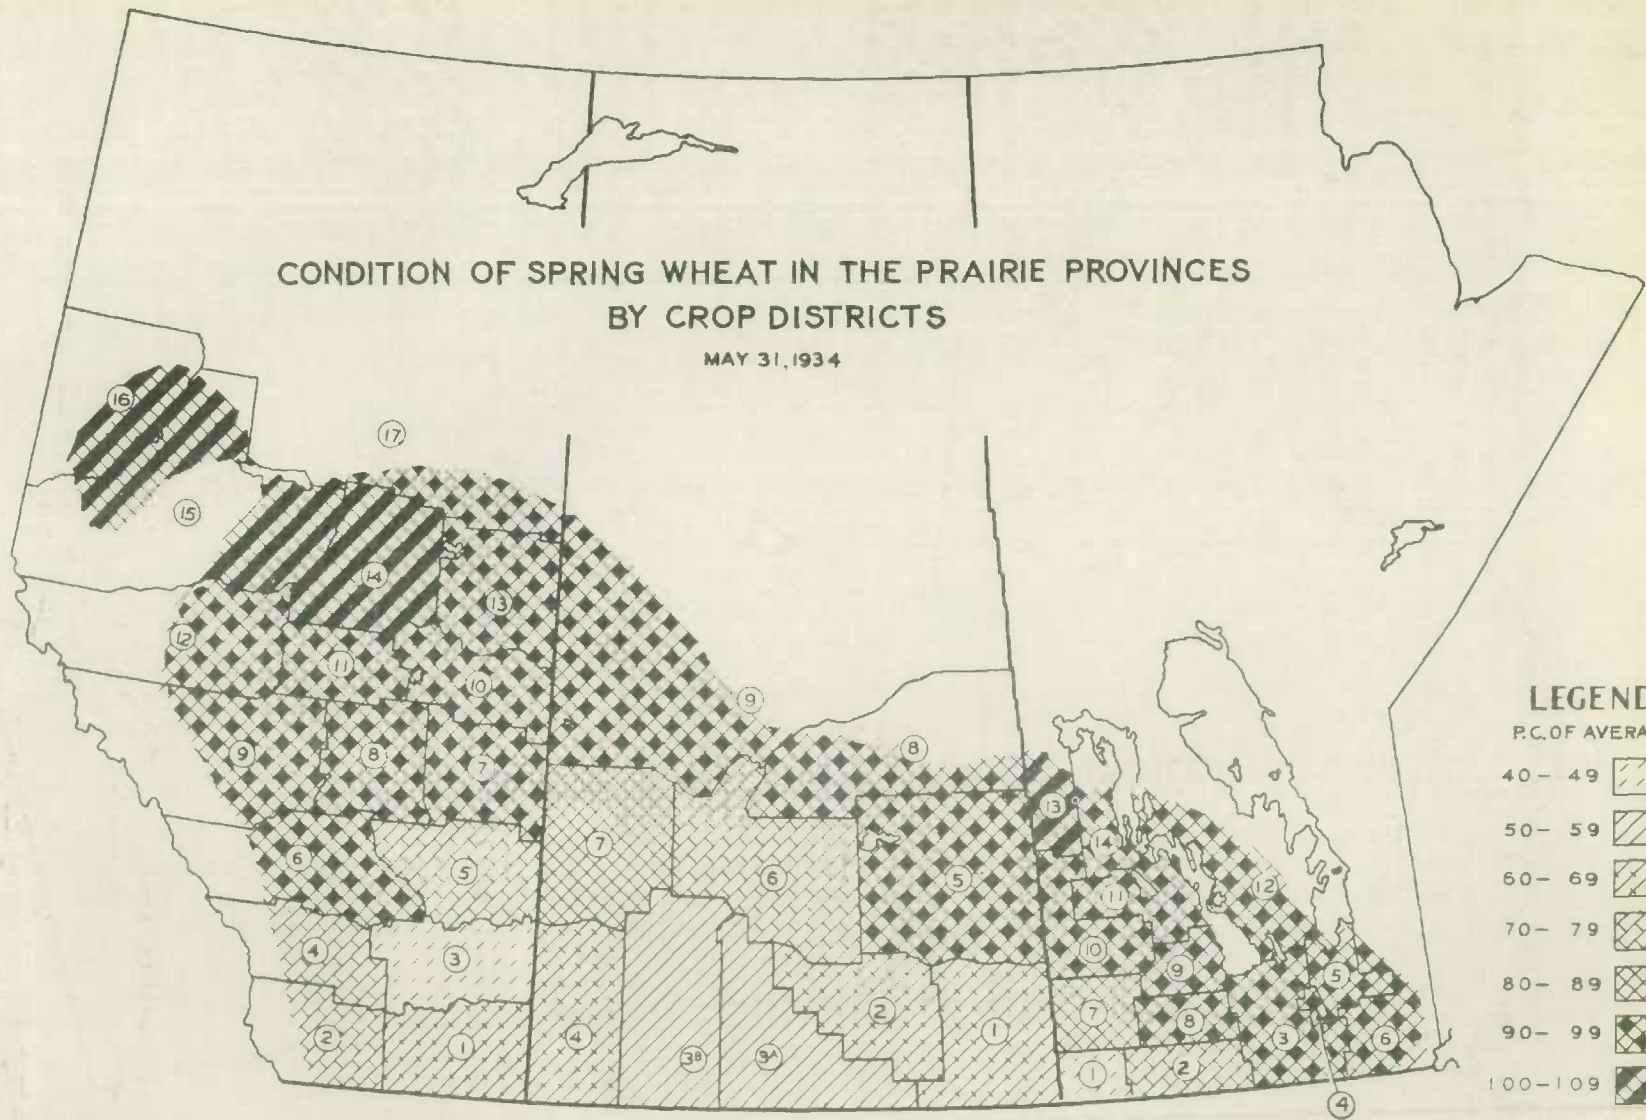 CONDITION OF SPRING WHEAT IN THE PRAIRIE PROVINCES
BY CROP DISTRICTS
MAY 31, 1934
16
17
15
14
13
12
11
10
9
8
9
8
7
13
7
6
14
5
6
5
12
11
4
3
10
9
5
2
7
8
3
6
2
1
4
3B
3A
1
1
2
4
LEGEND
P.C. OF AVERA
40 - 49
50 - 59
60 - 69
70 - 79
80 - 89
90 - 99
100 - 109